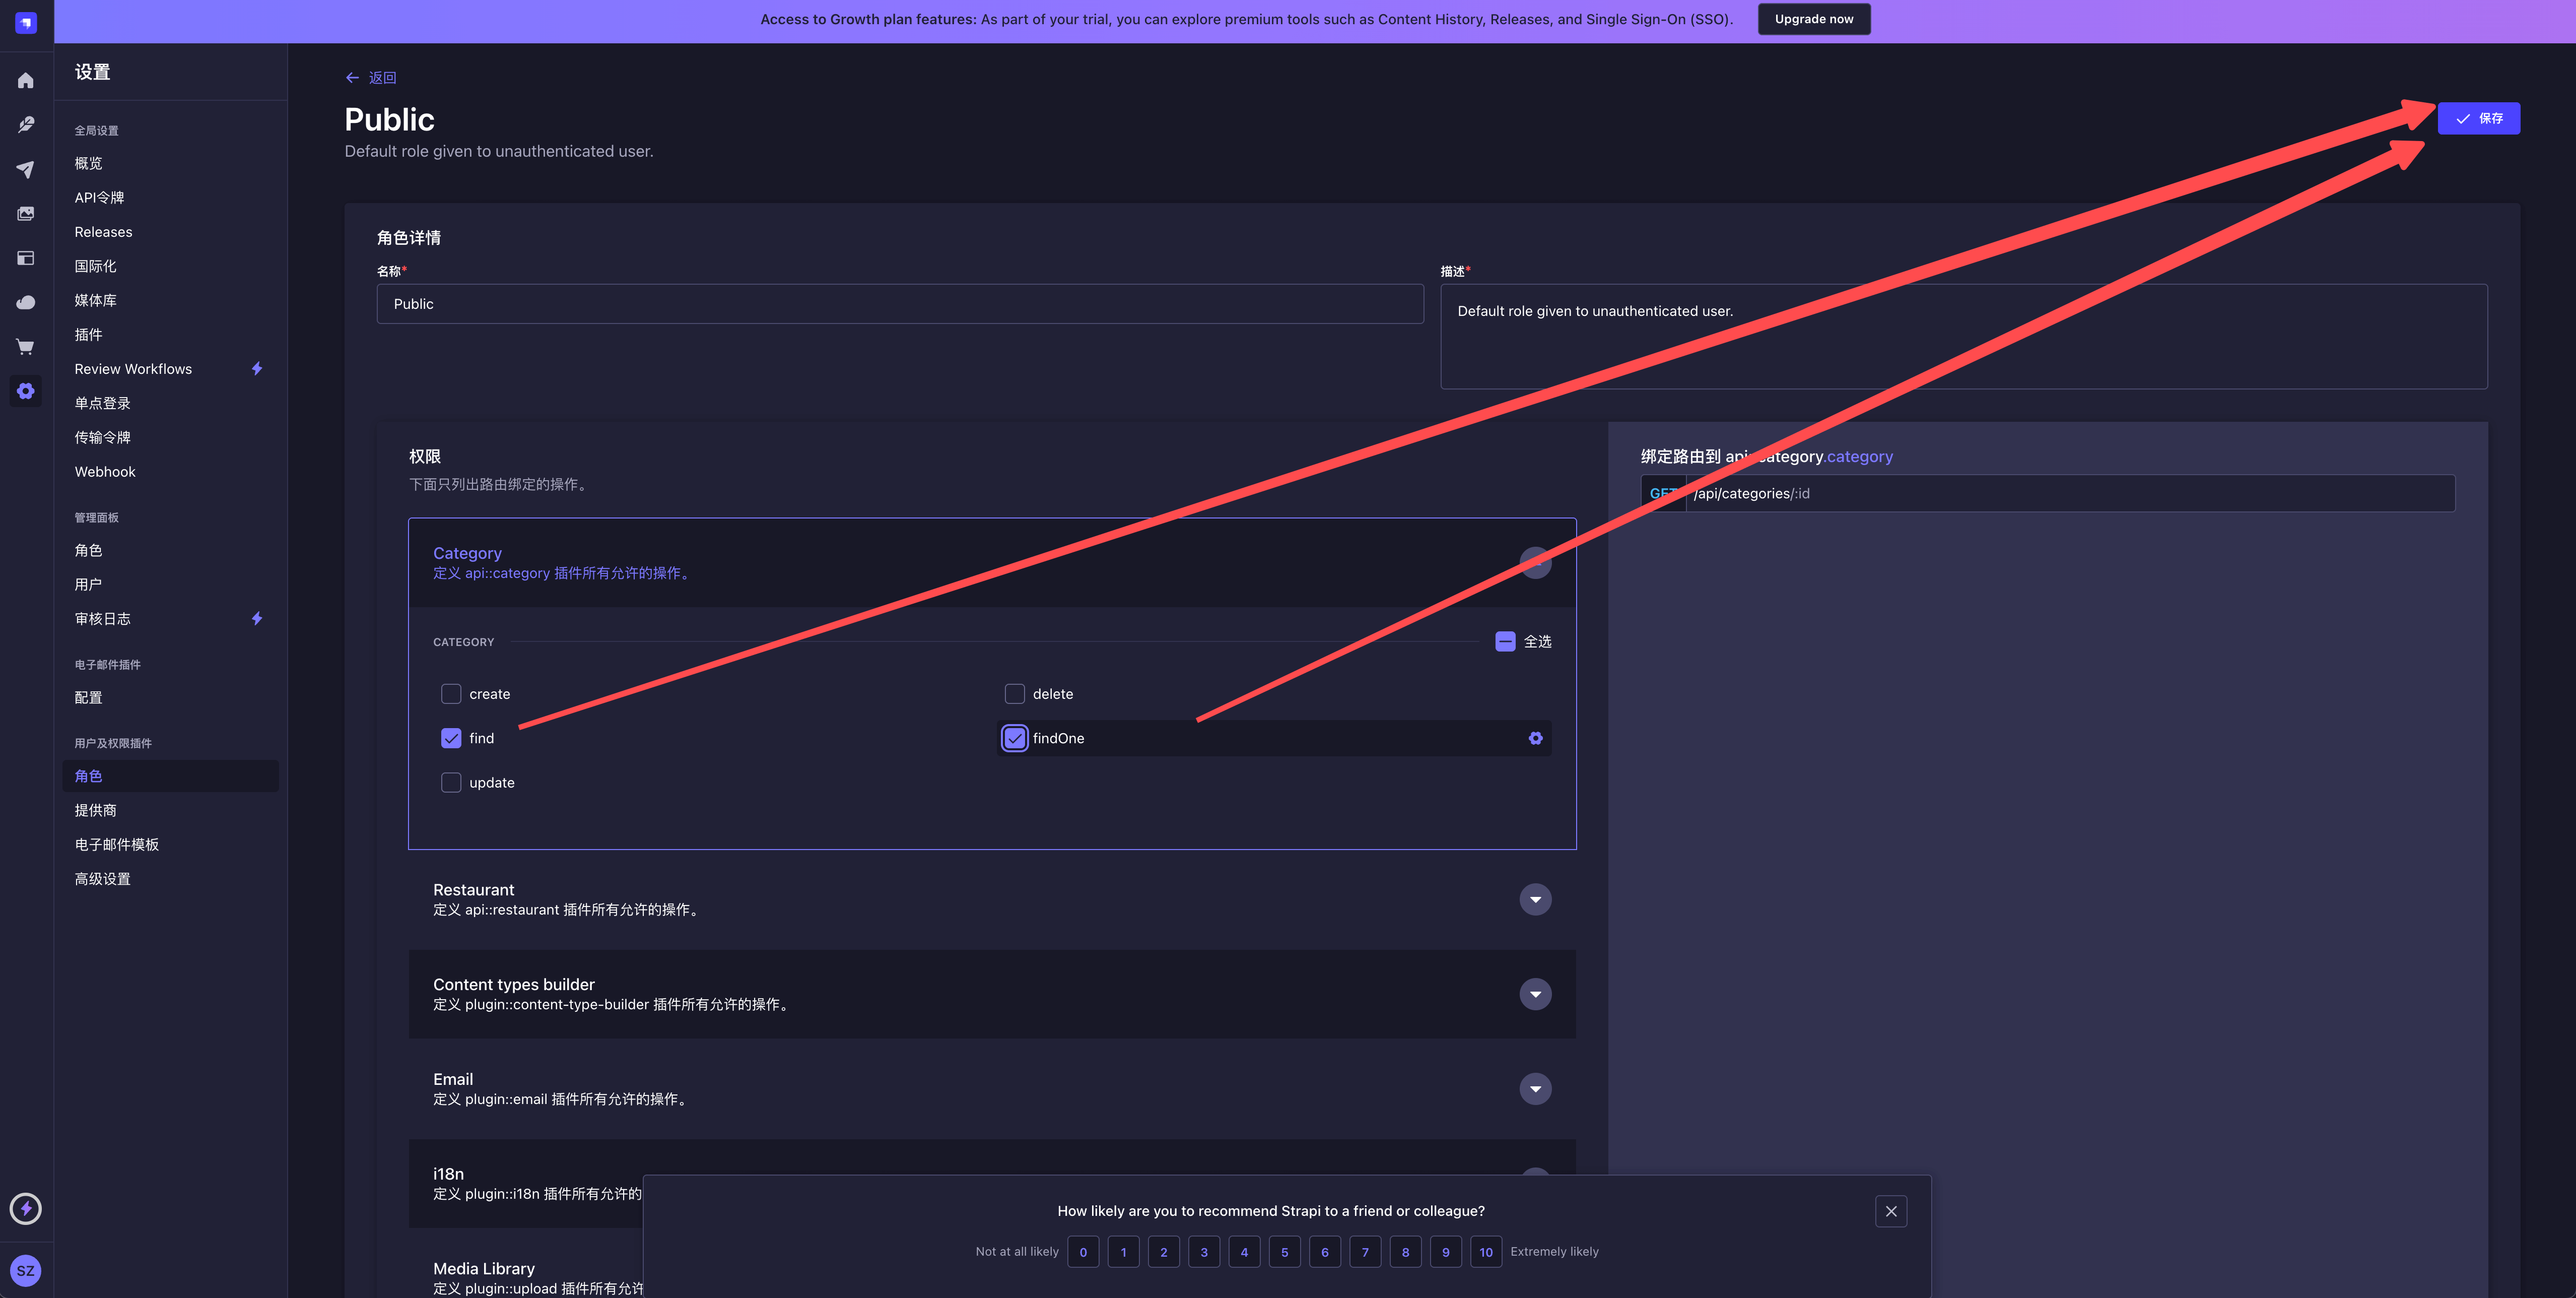 Access to Growth plan features: As part of your trial, you can explore premium tools such as Content History, Releases, and Single Sign-On (SSO).
Upgrade now
设置
全局设置
概览
API令牌
Releases
国际化
媒体库
插件
Review Workflows
单点登录
传输令牌
Webhook
管理面板
角色
用户
审核日志
电子邮件插件
配置
用户及权限插件
角色
提供商
电子邮件模板
高级设置
SZ
返回
Public
Default role given to unauthenticated user.
保存
角色详情
名称*
Public
描述*
Default role given to unauthenticated user.
权限
下面只列出路由绑定的操作。
Category
定义 api::category 插件所有允许的操作。
CATEGORY
全选
create
delete
find
findOne
update
Restaurant
定义 api::restaurant 插件所有允许的操作。
Content types builder
定义 plugin::content-type-builder 插件所有允许的操作。
Email
定义 plugin::email 插件所有允许的操作。
i18n
定义 plugin::i18n 插件所有允许的
Media Library
定义 plugin::upload 插件所有允许
绑定路由到 api::category.category
GET /api/categories/:id
How likely are you to recommend Strapi to a friend or colleague?
Not at all likely 0 1 2 3 4 5 6 7 8 9 10 Extremely likely